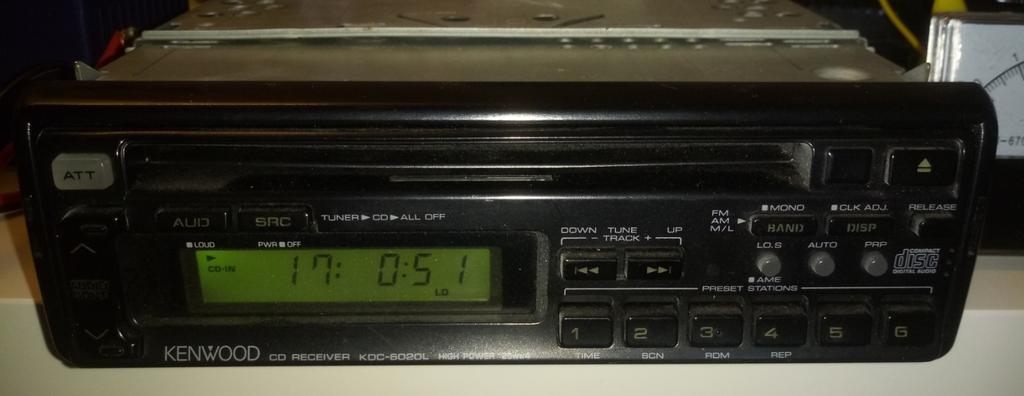 ATT
AUD SRC TUNER ► CD ► ALL OFF
■ LOUD PWR ■ OFF
CD-IN
17: 0:51
LO
KENWOOD CD RECEIVER KDC-6020L HIGH POWER 25W×4
DOWN TUNE UP
– TRACK +
FM
AM
M/L
■ MONO
BAND
■ CLK ADJ.
DISP
RELEASE
LO.S AUTO PRP
■ AME
COMPACT
disc
DIGITAL AUDIO
PRESET STATIONS
1 2 3 4 5 6
TIME SCN RDM REP
0 1